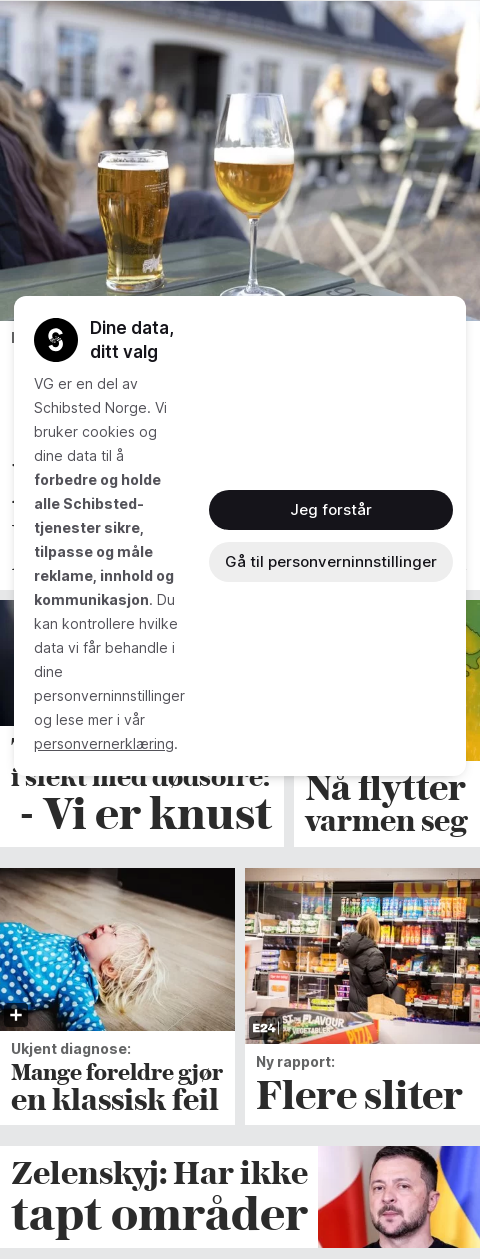 Dine data,
ditt valg
VG er en del av
Schibsted Norge. Vi
bruker cookies og
dine data til å
forbedre og holde
alle Schibsted-
tjenester sikre,
tilpasse og måle
reklame, innhold og
kommunikasjon. Du
kan kontrollere hvilke
data vi får behandle i
dine
personverninnstillinger
og lese mer i vår
personvernerklæring.
Jeg forstår
Gå til personverninnstillinger
i slekt med dødsofre:
- Vi er knust
Nå flytter
varmen seg
E24
Ukjent diagnose:
Mange foreldre gjør
en klassisk feil
Ny rapport:
Flere sliter
Zelenskyj: Har ikke
tapt områder